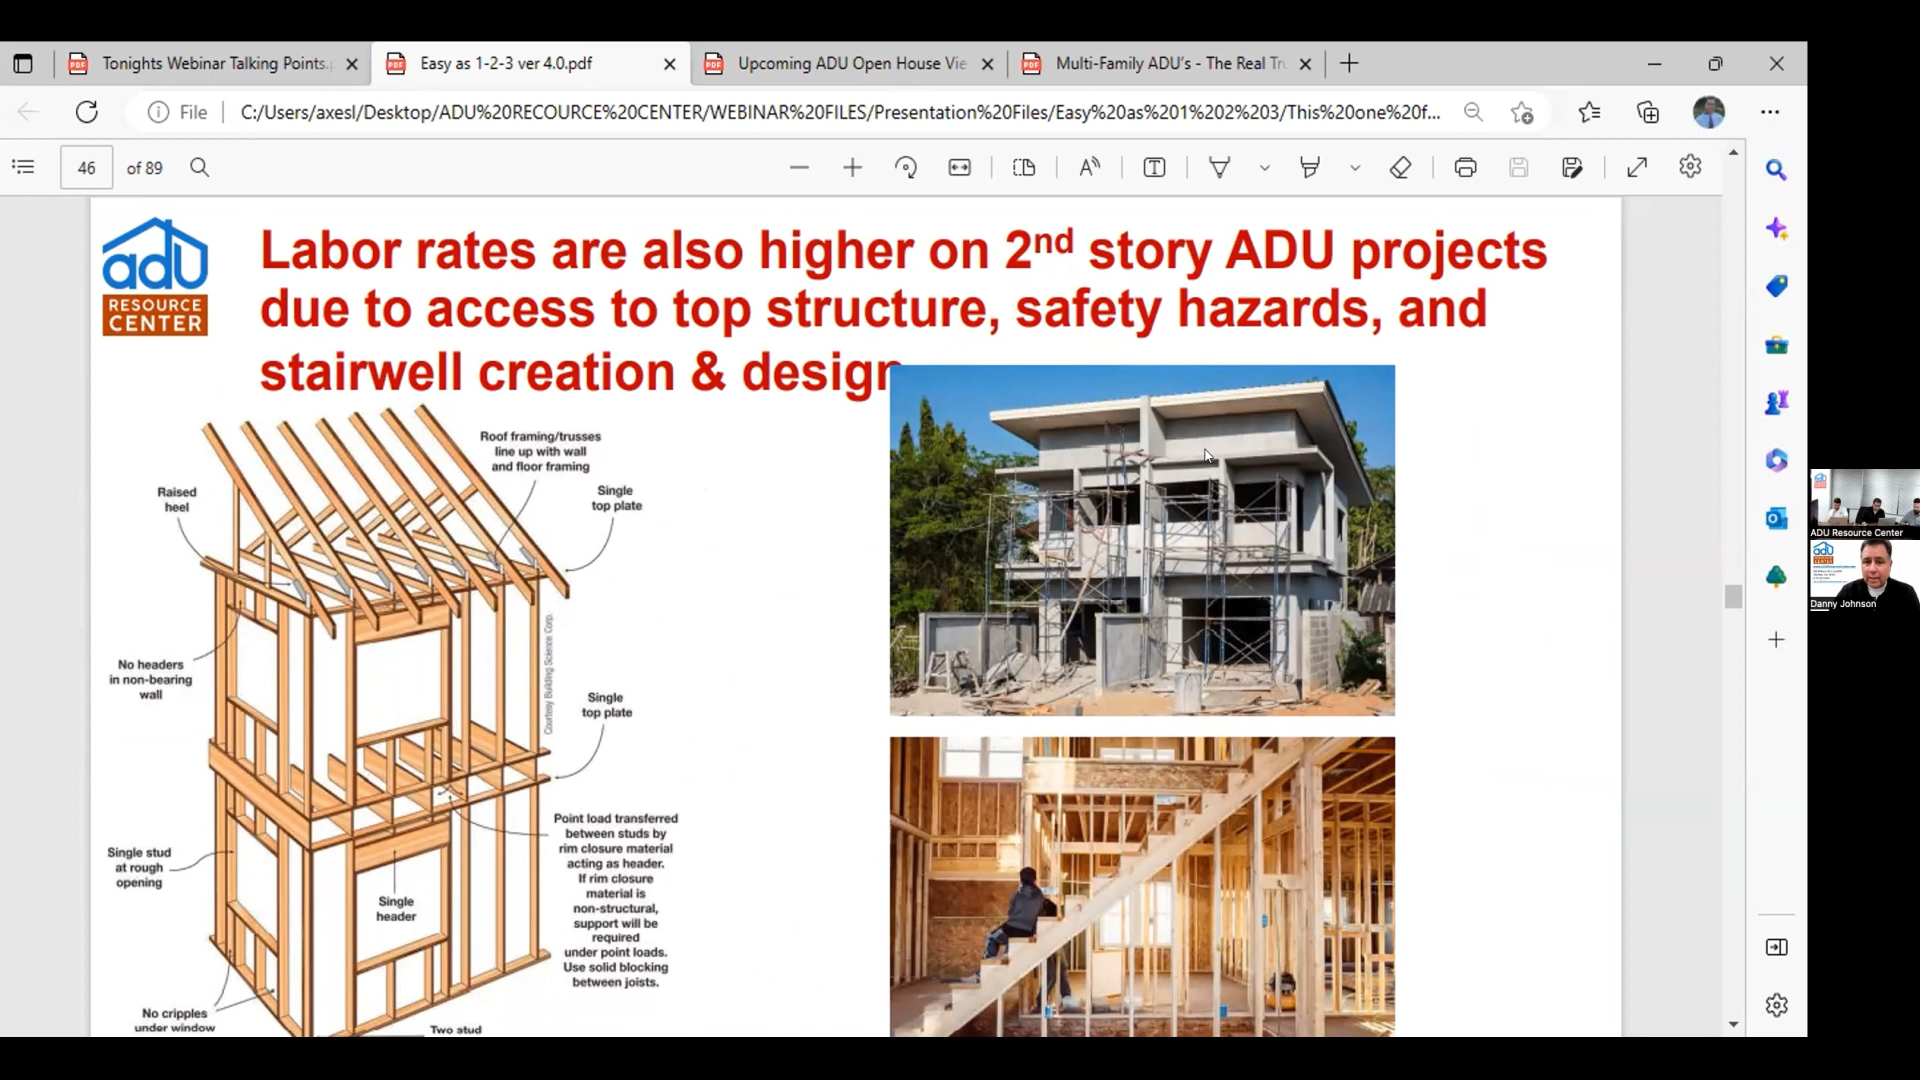 Tonights Webinar Talking Points.
Easy as 1-2-3 ver 4.0.pdf
Upcoming ADU Open House Vie
Multi-Family ADU's - The Real Tr
File
C:/Users/axesl/Desktop/ADU%20RECOURCE%20CENTER/WEBINAR%20FILES/Presentation%20Files/Easy%20as%201%202%203/This%20one%20f...
46
of 89
adu
RESOURCE
CENTER
Labor rates are also higher on 2nd story ADU projects
due to access to top structure, safety hazards, and
stairwell creation & design
Roof framing/trusses
line up with wall
and floor framing
Raised
heel
Single
top plate
Courtesy Building Science Corp.
No headers
in non-bearing
wall
Single
top plate
Point load transferred
between studs by
rim closure material
acting as header.
If rim closure
material is
non-structural,
support will be
required
under point loads.
Use solid blocking
between joists.
Single stud
at rough
opening
Single
header
No cripples
under window
Two stud
ADU Resource Center
adu
CENTER
Danny Johnson